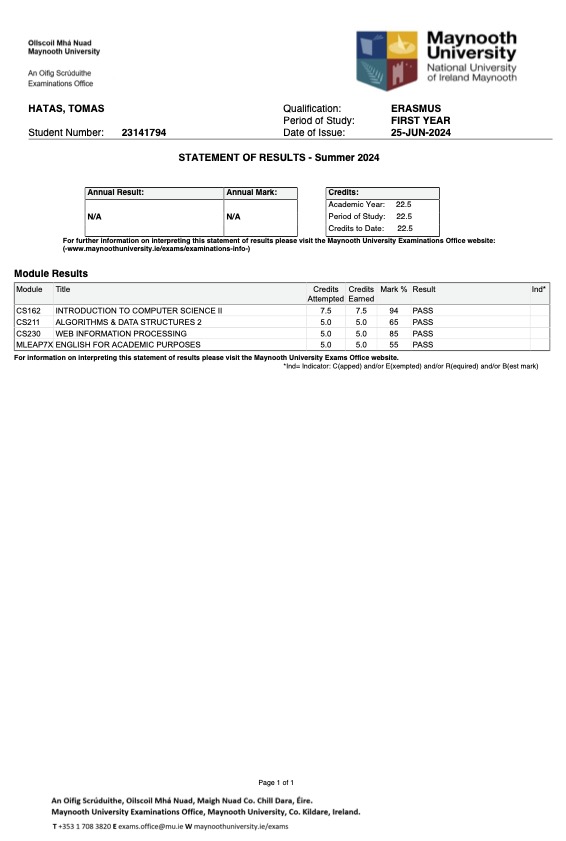 Ollscoil Mhá Nuad
Maynooth University
An Oifig Scrúduithe
Examinations Office
Maynooth
University
National University
of Ireland Maynooth
HATAS, TOMAS
Student Number: 23141794
Qualification: ERASMUS
Period of Study: FIRST YEAR
Date of Issue: 25-JUN-2024
STATEMENT OF RESULTS - Summer 2024
Annual Result: Annual Mark:
N/A N/A
Credits:
Academic Year: 22.5
Period of Study: 22.5
Credits to Date: 22.5
For further information on interpreting this statement of results please visit the Maynooth University Examinations Office website:
(-www.maynoothuniversity.ie/exams/examinations-info-)
Module Results
Module Title Credits Attempted Credits Earned Mark % Result Ind*
CS162 INTRODUCTION TO COMPUTER SCIENCE II 7.5 7.5 94 PASS
CS211 ALGORITHMS & DATA STRUCTURES 2 5.0 5.0 65 PASS
CS230 WEB INFORMATION PROCESSING 5.0 5.0 85 PASS
MLEAP7X ENGLISH FOR ACADEMIC PURPOSES 5.0 5.0 55 PASS
For information on interpreting this statement of results please visit the Maynooth University Exams Office website.
*Ind= Indicator: C(apped) and/or E(xempted) and/or R(equired) and/or B(est mark)
Page 1 of 1
An Oifig Scrúduithe, Ollscoil Mhá Nuad, Maigh Nuad Co. Chill Dara, Éire.
Maynooth University Examinations Office, Maynooth University, Co. Kildare, Ireland.
T +353 1 708 3820 E exams.office@mu.ie W maynoothuniversity.ie/exams